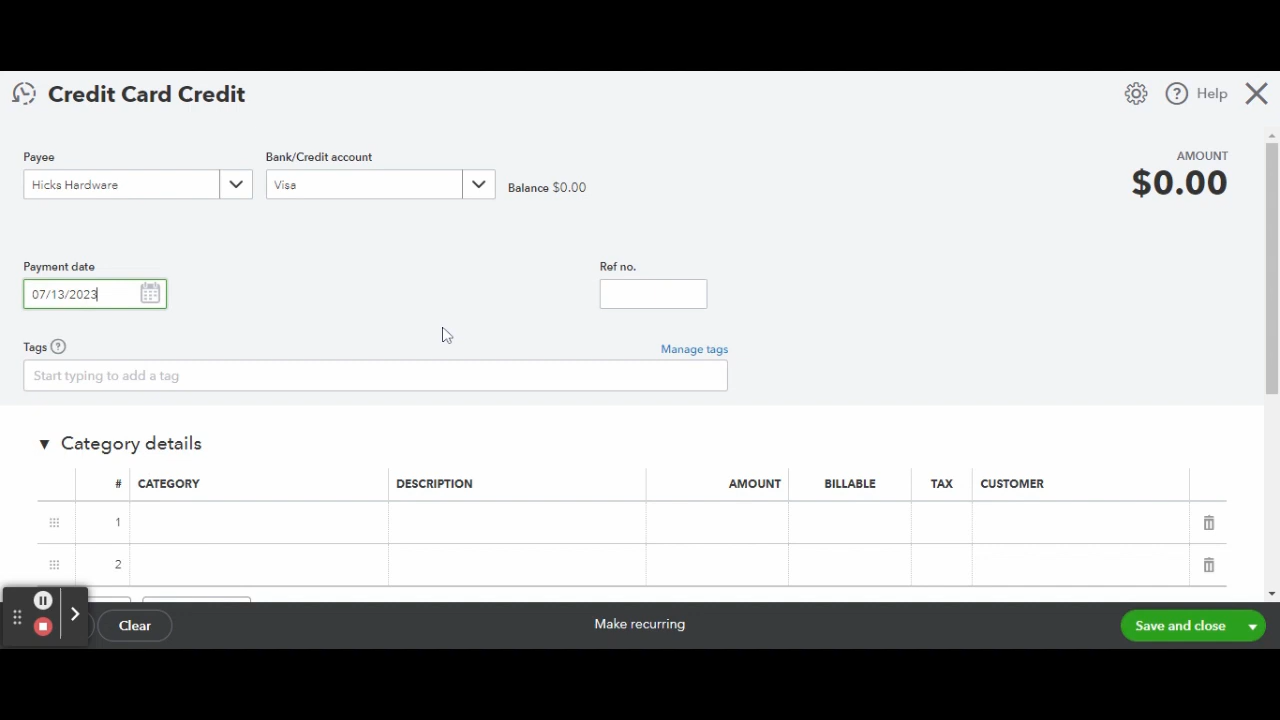 Credit Card Credit
Help
Payee
Bank/Credit account
AMOUNT
Hicks Hardware
Visa
Balance $0.00
$0.00
Payment date
Ref no.
07/13/2023
Tags
Manage tags
Start typing to add a tag
Category details
# CATEGORY DESCRIPTION AMOUNT BILLABLE TAX CUSTOMER
1
2
Clear
Make recurring
Save and close